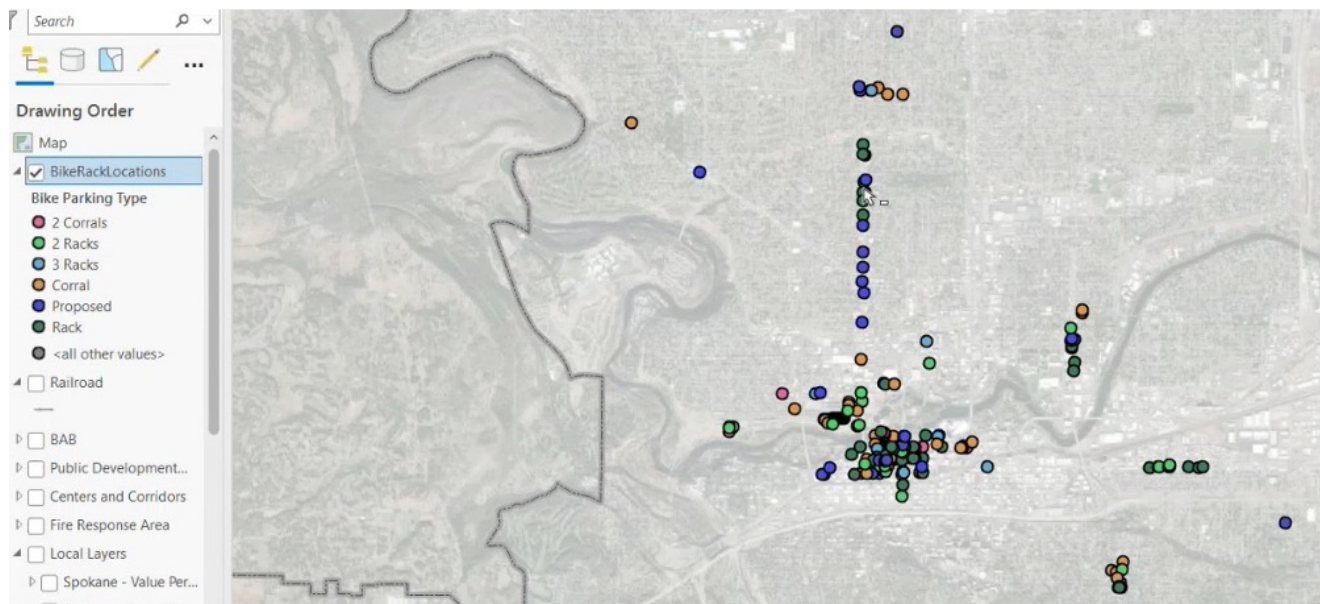 Search
Drawing Order
Map
BikeRackLocations
Bike Parking Type
2 Corrals
2 Racks
3 Racks
Corral
Proposed
Rack
<all other values>
Railroad
BAB
Public Development...
Centers and Corridors
Fire Response Area
Local Layers
Spokane - Value Per...